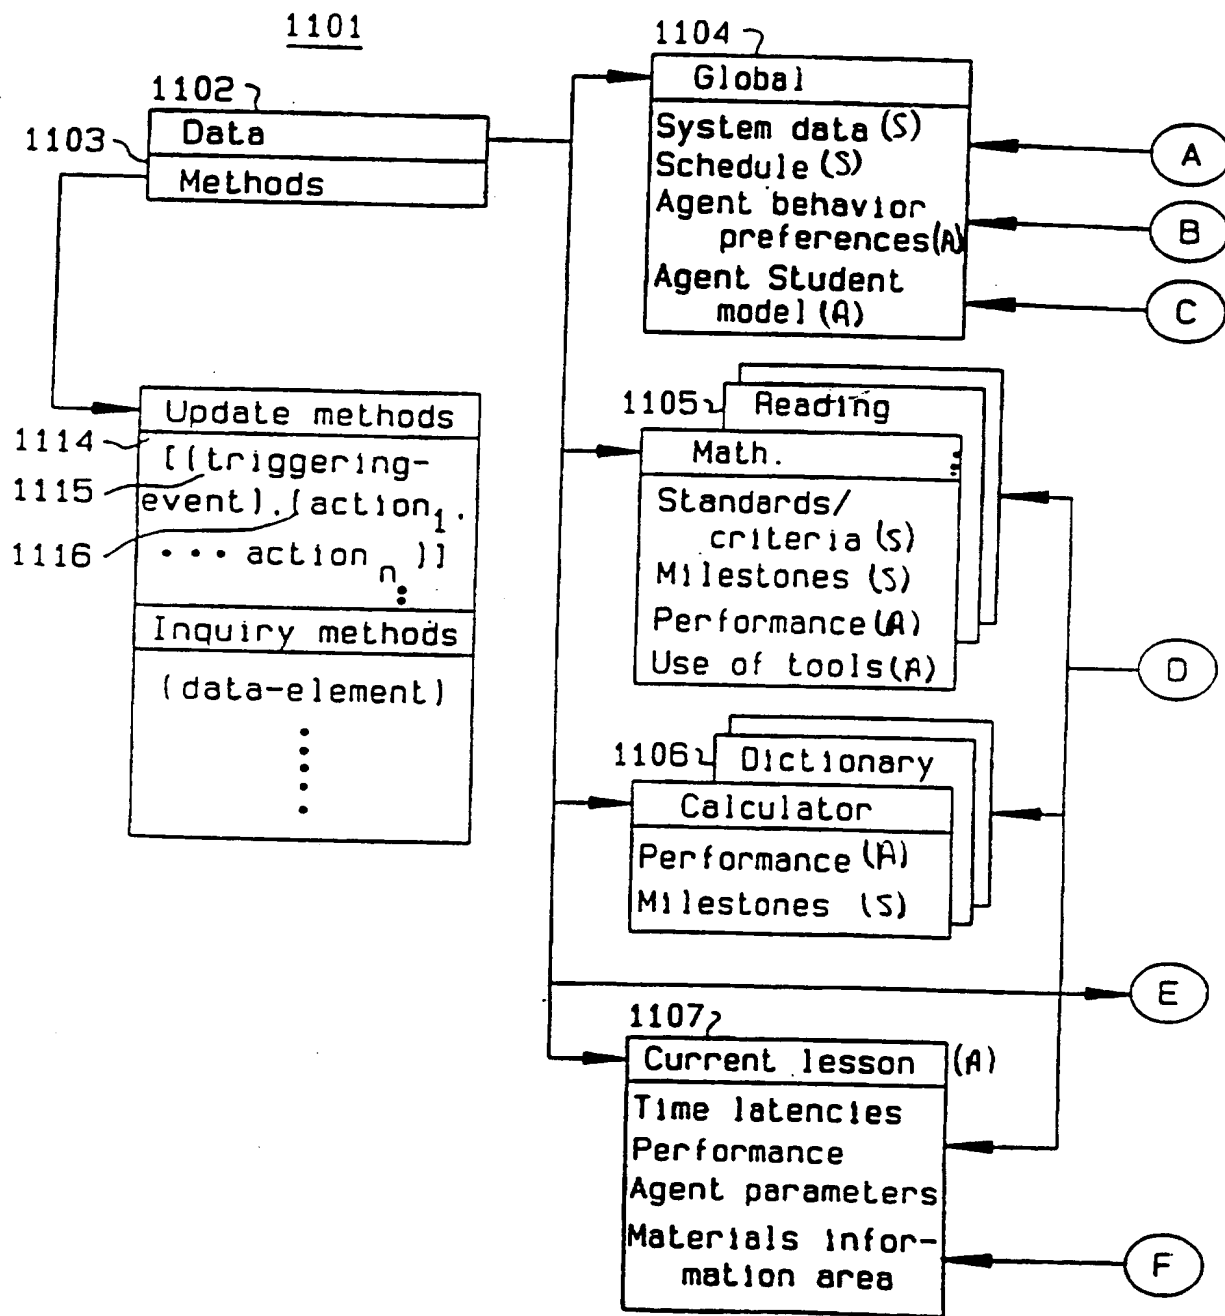 1101
1102
Data
1103
Methods
Update methods
1114
[((triggering-
1115
event),(action1.
1116
••• action n )]]
Inquiry methods
(data-element)
1104
Global
System data (S)
Schedule (S)
Agent behavior
preferences (A)
Agent Student
model (A)
A
B
C
1105
Reading
Math.
Standards/
criteria (S)
Milestones (S)
Performance (A)
Use of tools (A)
D
1106
Dictionary
Calculator
Performance (A)
Milestones (S)
E
1107
Current lesson (A)
Time latencies
Performance
Agent parameters
Materials infor-
mation area
F